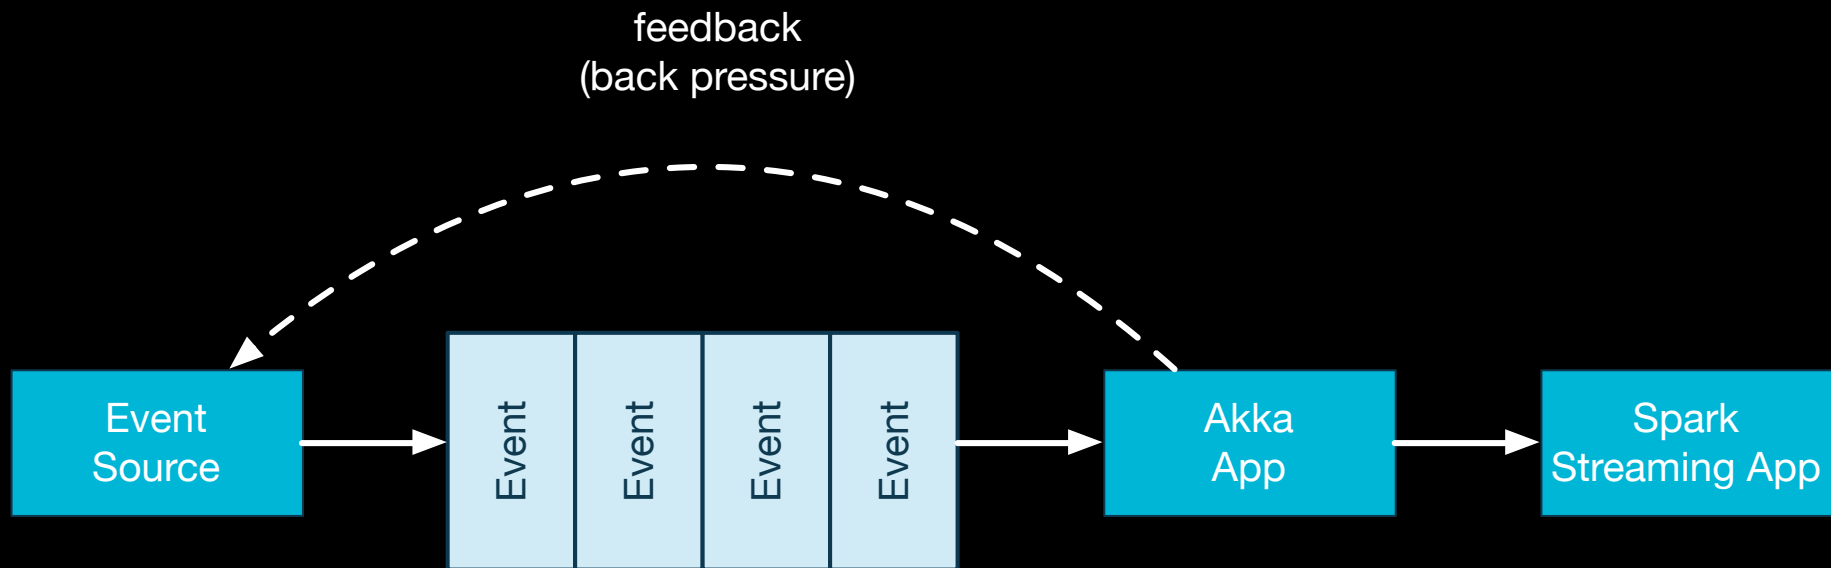 feedback
(back pressure)
Event
Source
Event
Event
Event
Event
Akka
App
Spark
Streaming App